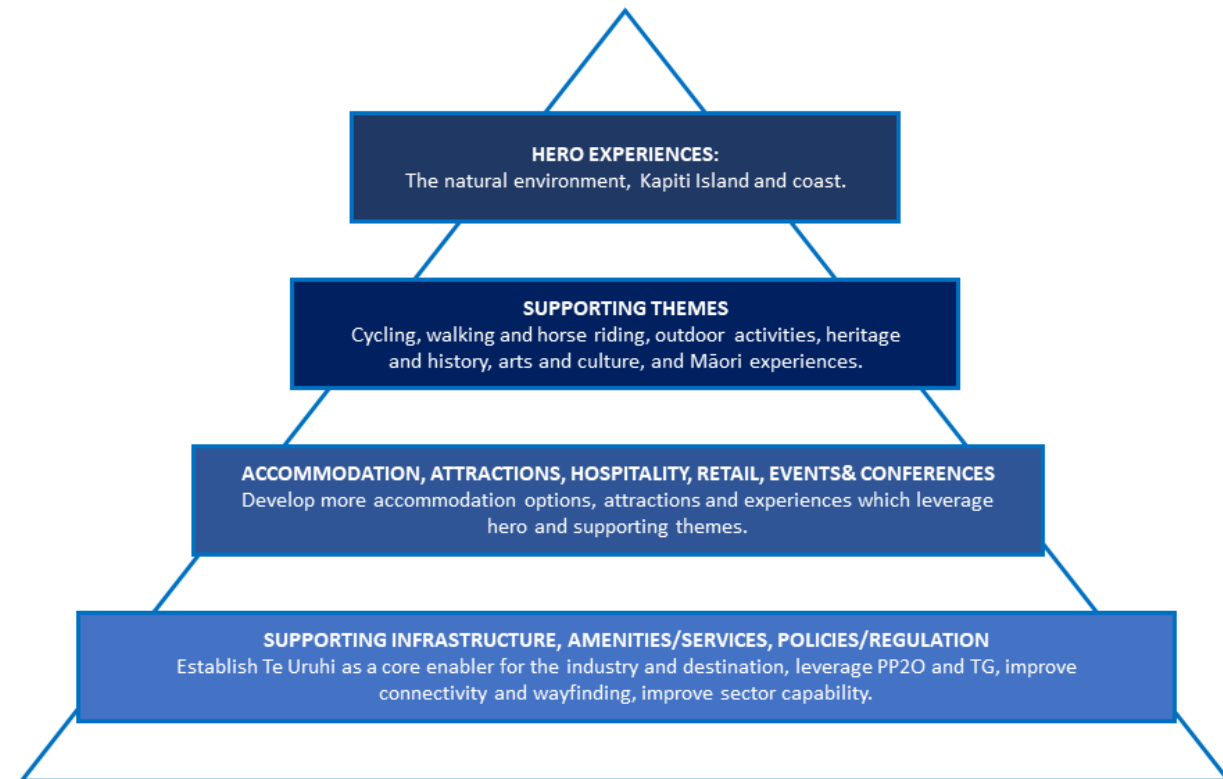 HERO EXPERIENCES:
The natural environment, Kapiti Island and coast.
SUPPORTING THEMES
Cycling, walking and horse riding, outdoor activities, heritage
and history, arts and culture, and Māori experiences.
ACCOMMODATION, ATTRACTIONS, HOSPITALITY, RETAIL, EVENTS& CONFERENCES
Develop more accommodation options, attractions and experiences which leverage
hero and supporting themes.
SUPPORTING INFRASTRUCTURE, AMENITIES/SERVICES, POLICIES/REGULATION
Establish Te Uruhi as a core enabler for the industry and destination, leverage PP2O and TG, improve
connectivity and wayfinding, improve sector capability.